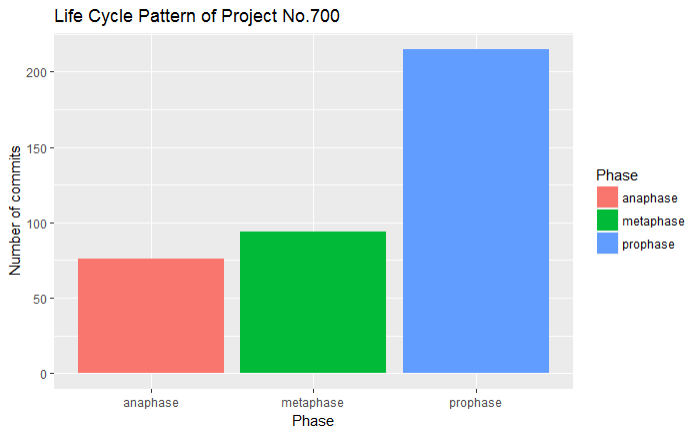 Life Cycle Pattern of Project No.700
Number of commits
200
150
100
50
0
anaphase metaphase prophase
Phase
Phase
anaphase
metaphase
prophase